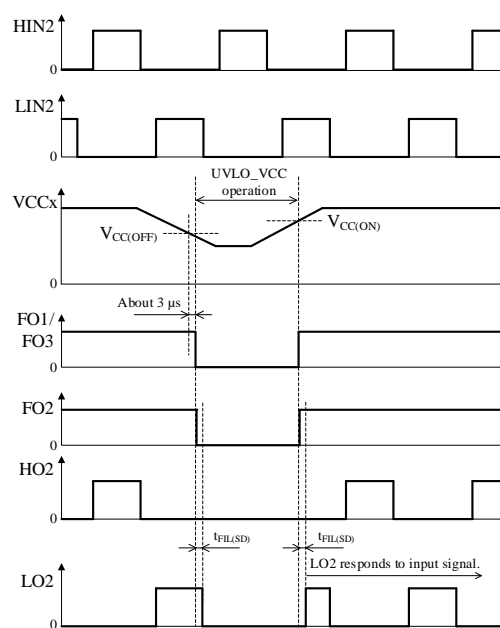 HIN2
0
LIN2
0
UVLO_VCC
operation
VCCx
VCC(OFF)
VCC(ON)
0
About 3 μs
FO1/
FO3
0
FO2
0
HO2
0
tFIL(SD)
tFIL(SD)
LO2 responds to input signal.
LO2
0